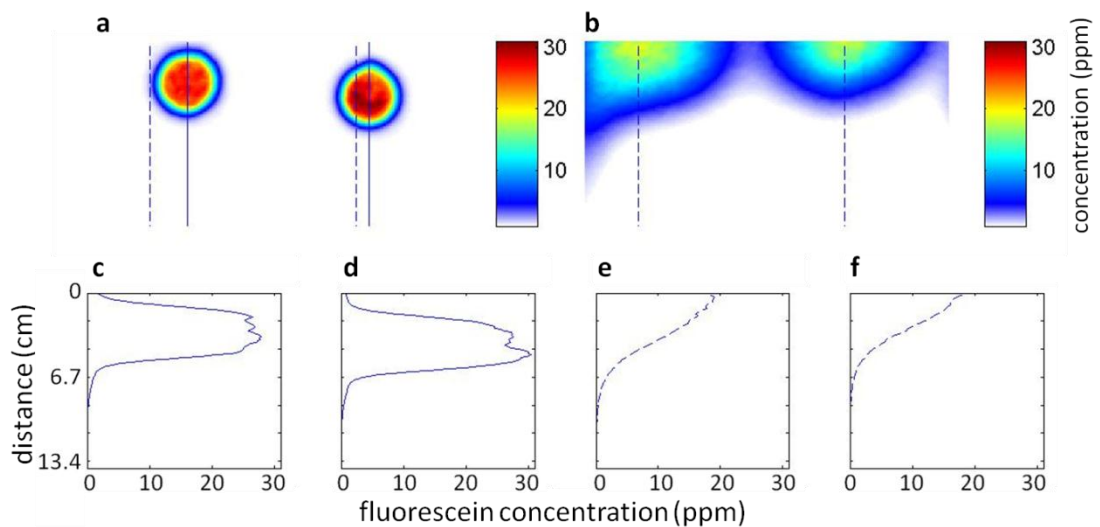 a
b
30
20
10
30
20
10
concentration (ppm)
c
d
e
f
distance (cm)
0
6.7
13.4
0 10 20 30
0 10 20 30
0 10 20 30
0 10 20 30
fluorescein concentration (ppm)